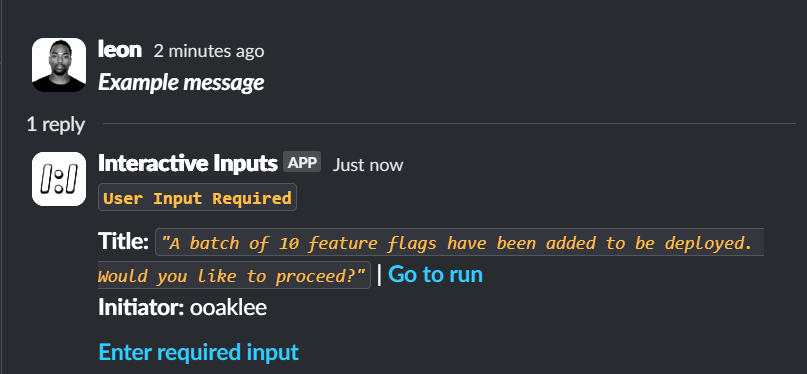 leon 2 minutes ago
Example message
1 reply
Interactive Inputs APP Just now
User Input Required
Title: "A batch of 10 feature flags have been added to be deployed.
Would you like to proceed?" | Go to run
Initiator: ooaklee
Enter required input